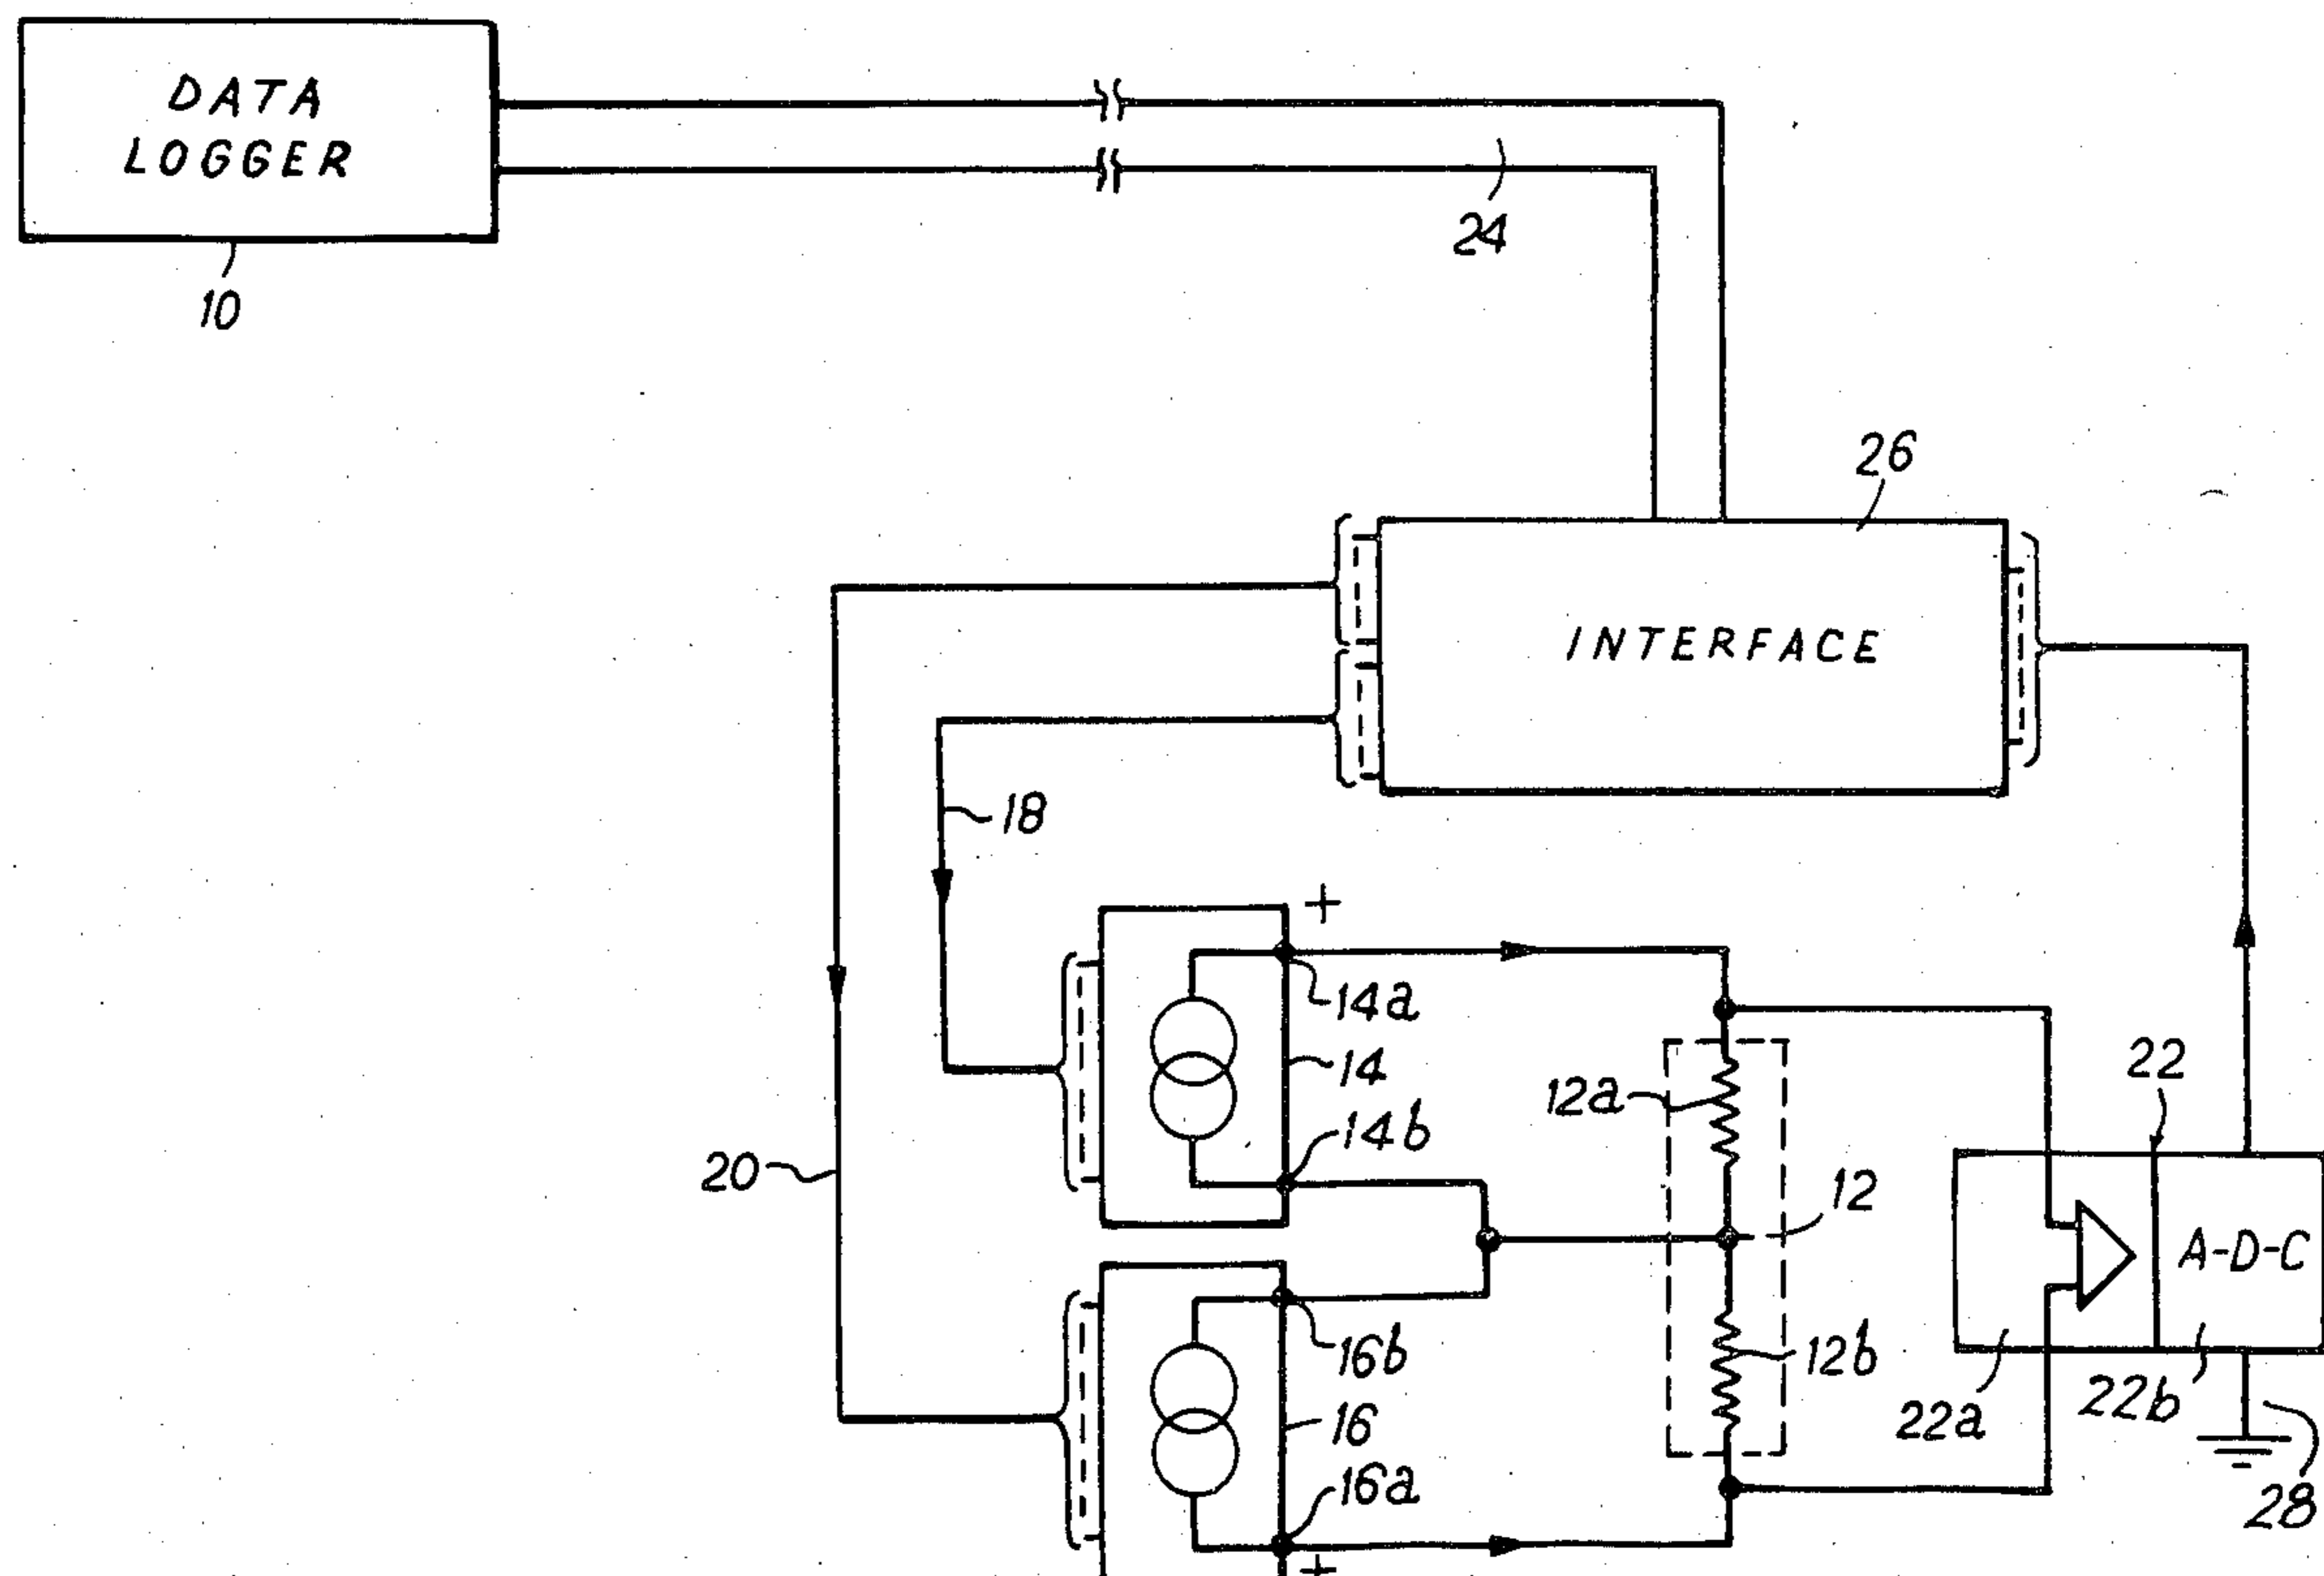 DATA
LOGGER
10
24
26
INTERFACE
18
+
14a
14
14b
12a
22
20
12
A-D-C
16b
12b
16
22a
22b
16a
28
+